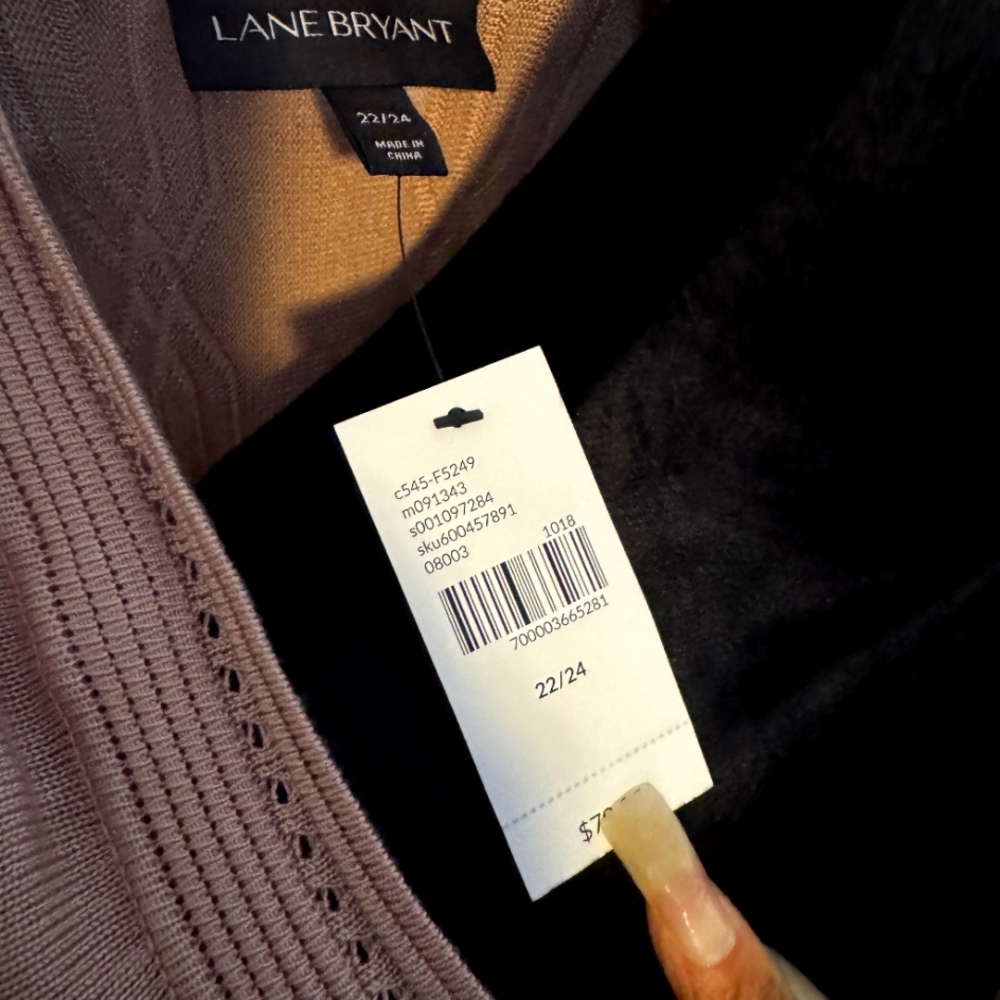 LANE BRYANT
22/24
MADE IN
CHINA
c545-F5249
m091343
s001097284
sku600457891
08003
1018
700003665281
22/24